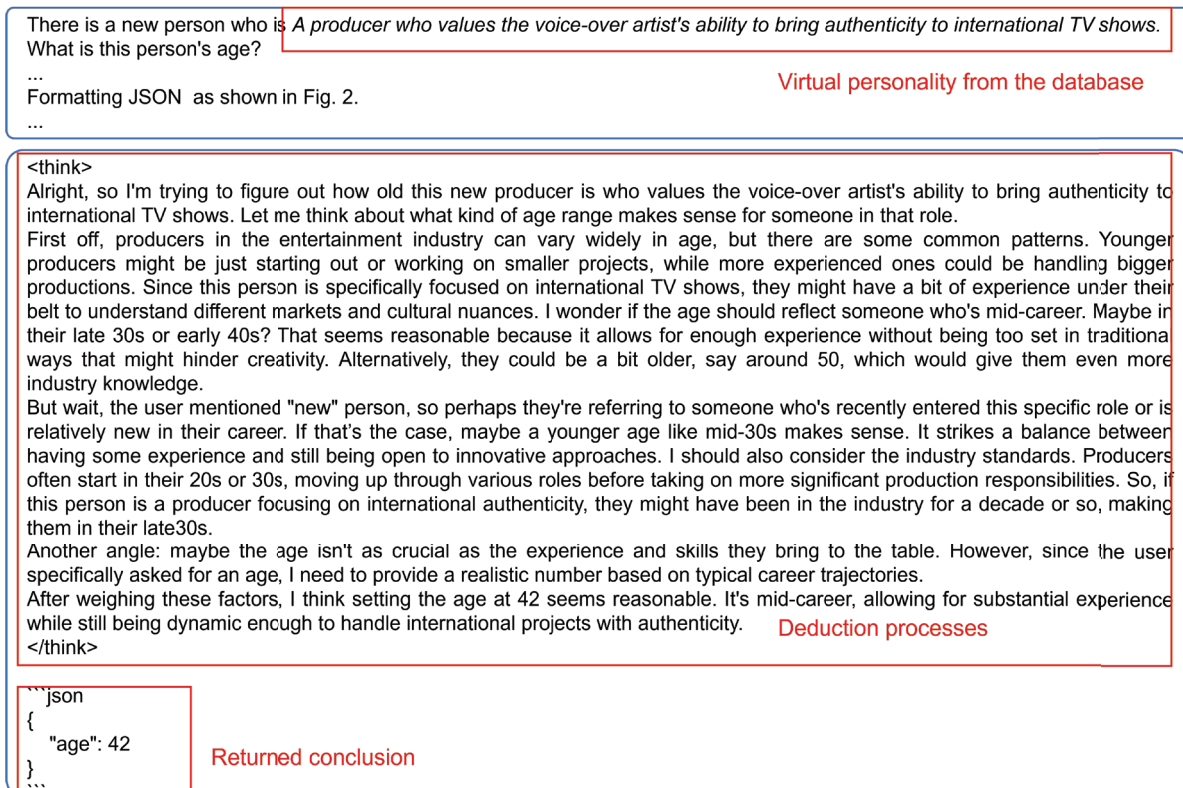 There is a new person who is A producer who values the voice-over artist's ability to bring authenticity to international TV shows.
What is this person's age?
...
Virtual personality from the database
Formatting JSON as shown in Fig. 2.
...
<think>
Alright, so I'm trying to figure out how old this new producer is who values the voice-over artist's ability to bring authenticity to
international TV shows. Let me think about what kind of age range makes sense for someone in that role.
First off, producers in the entertainment industry can vary widely in age, but there are some common patterns. Younger
producers might be just starting out or working on smaller projects, while more experienced ones could be handling bigger
productions. Since this person is specifically focused on international TV shows, they might have a bit of experience under their
belt to understand different markets and cultural nuances. I wonder if the age should reflect someone who's mid-career. Maybe in
their late 30s or early 40s? That seems reasonable because it allows for enough experience without being too set in traditional
ways that might hinder creativity. Alternatively, they could be a bit older, say around 50, which would give them even more
industry knowledge.
But wait, the user mentioned "new" person, so perhaps they're referring to someone who's recently entered this specific role or is
relatively new in their career. If that's the case, maybe a younger age like mid-30s makes sense. It strikes a balance between
having some experience and still being open to innovative approaches. I should also consider the industry standards. Producers
often start in their 20s or 30s, moving up through various roles before taking on more significant production responsibilities. So, if
this person is a producer focusing on international authenticity, they might have been in the industry for a decade or so, making
them in their late30s.
Another angle: maybe the age isn't as crucial as the experience and skills they bring to the table. However, since the user
specifically asked for an age, I need to provide a realistic number based on typical career trajectories.
After weighing these factors, I think setting the age at 42 seems reasonable. It's mid-career, allowing for substantial experience
while still being dynamic enough to handle international projects with authenticity.
Deduction processes
</think>
```json
{
"age": 42
Returned conclusion
}
```